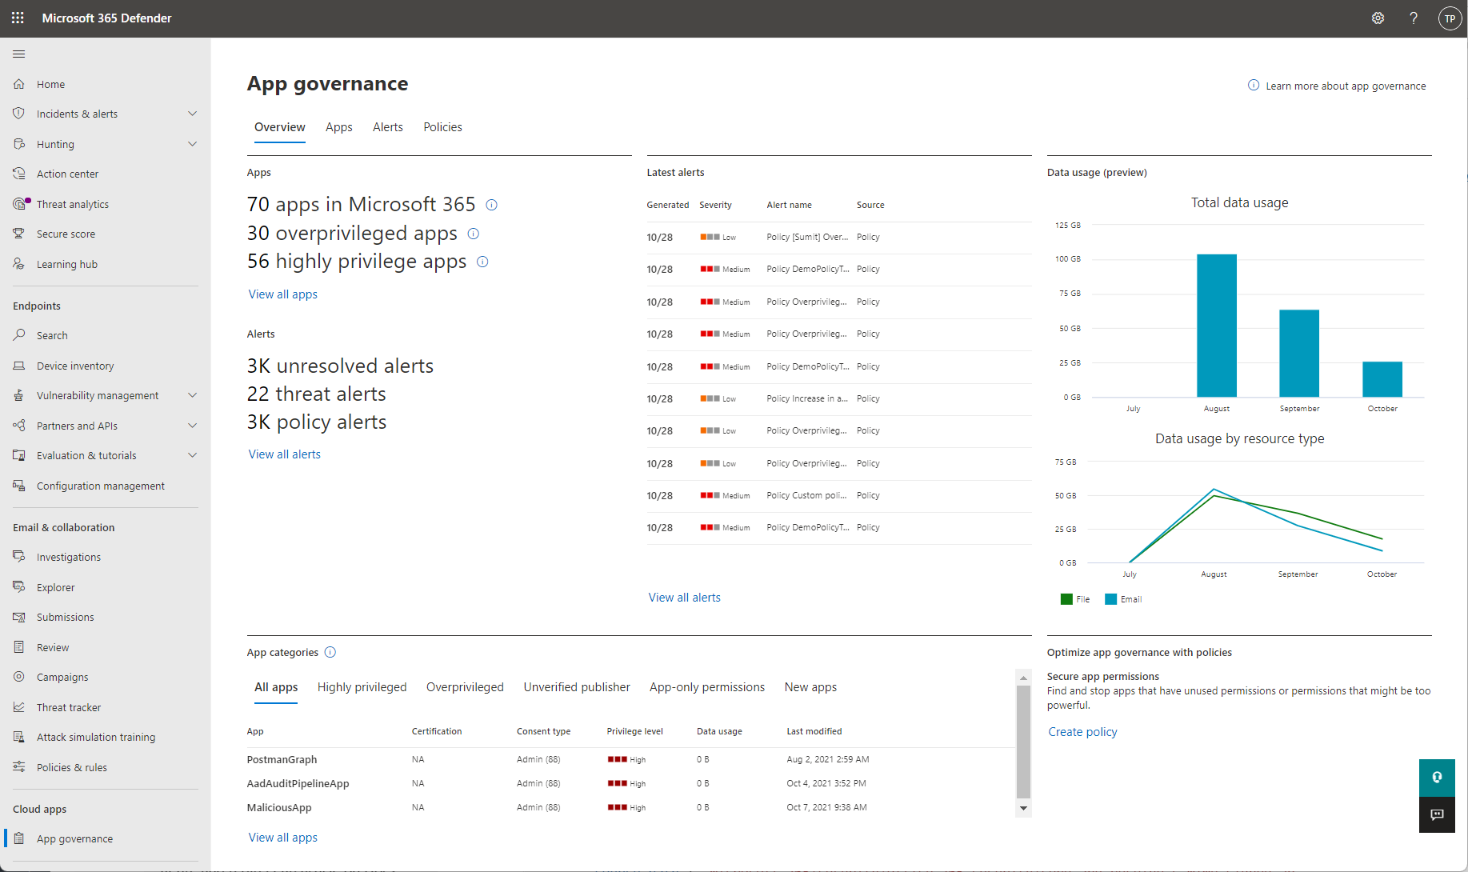 Microsoft 365 Defender
?
TP
Home
Incidents & alerts
Hunting
Action center
Threat analytics
Secure score
Learning hub
Endpoints
Search
Device inventory
Vulnerability management
Partners and APIs
Evaluation & tutorials
Configuration management
Email & collaboration
Investigations
Explorer
Submissions
Review
Campaigns
Threat tracker
Attack simulation training
Policies & rules
Cloud apps
App governance
App governance
Learn more about app governance
Overview Apps Alerts Policies
Apps
70 apps in Microsoft 365
30 overprivileged apps
56 highly privilege apps
View all apps
Alerts
3K unresolved alerts
22 threat alerts
3K policy alerts
View all alerts
Latest alerts
Generated Severity Alert name Source
10/28 Low Policy [Sumit] Over... Policy
10/28 Medium Policy DemoPolicyT... Policy
10/28 Medium Policy Overprivileg... Policy
10/28 Medium Policy Overprivileg... Policy
10/28 Medium Policy DemoPolicyT... Policy
10/28 Low Policy Increase in a... Policy
10/28 Low Policy Overprivileg... Policy
10/28 Low Policy Overprivileg... Policy
10/28 Medium Policy Custom poli... Policy
10/28 Medium Policy DemoPolicyT... Policy
View all alerts
Data usage (preview)
Total data usage
125 GB
100 GB
75 GB
50 GB
25 GB
0 GB
July August September October
Data usage by resource type
75 GB
50 GB
25 GB
0 GB
July August September October
File Email
App categories
All apps Highly privileged Overprivileged Unverified publisher App-only permissions New apps
App Certification Consent type Privilege level Data usage Last modified
PostmanGraph NA Admin (88) High 0 B Aug 2, 2021 2:59 AM
AadAuditPipelineApp NA Admin (88) High 0 B Oct 4, 2021 3:52 PM
MaliciousApp NA Admin (88) High 0 B Oct 7, 2021 9:38 AM
View all apps
Optimize app governance with policies
Secure app permissions
Find and stop apps that have unused permissions or permissions that might be too
powerful.
Create policy